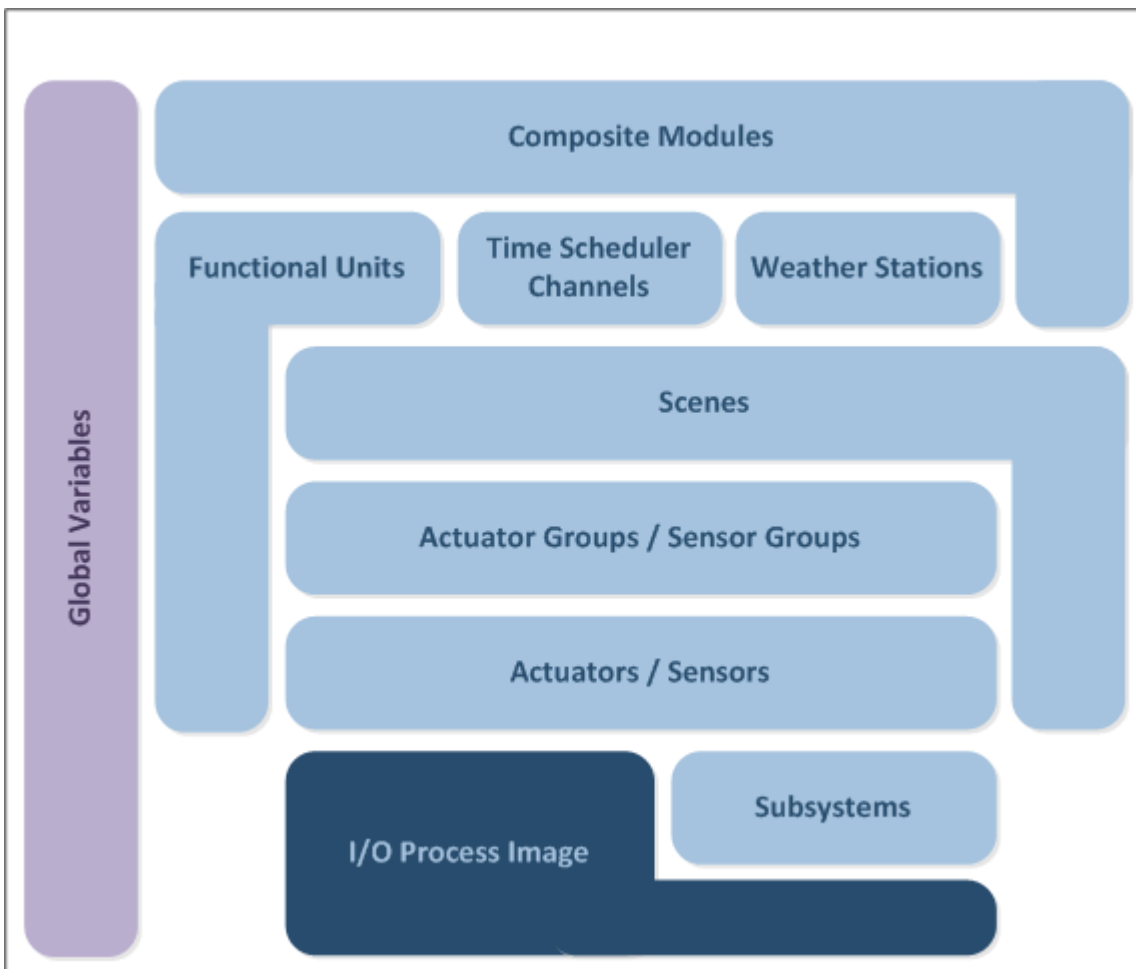 Composite Modules
Functional Units
Time Scheduler
Channels
Weather Stations
Scenes
Global Variables
Actuator Groups / Sensor Groups
Actuators / Sensors
Subsystems
I/O Process Image